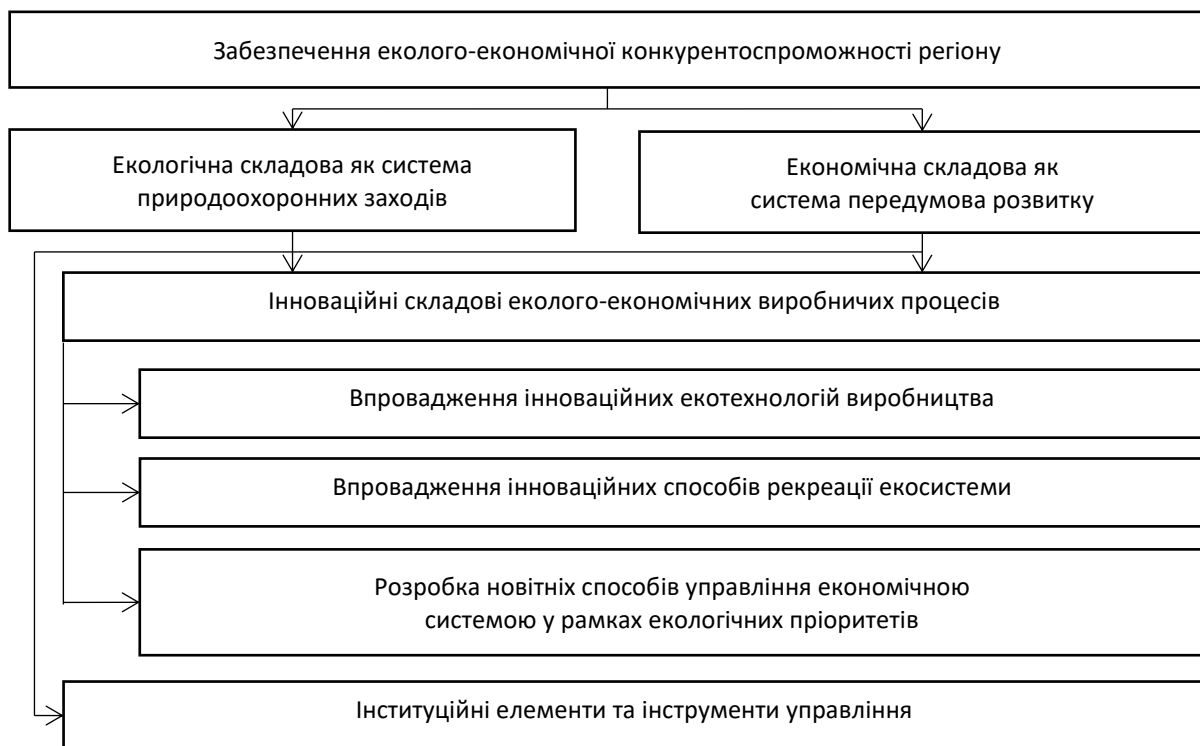 Забезпечення еколого-економічної конкурентоспроможності регіону
Екологічна складова як система
природоохоронних заходів
Економічна складова як
система передумова розвитку
Інноваційні складові еколого-економічних виробничих процесів
Впровадження інноваційних екотехнологій виробництва
Впровадження інноваційних способів рекреації екосистеми
Розробка новітніх способів управління економічною
системою у рамках екологічних пріоритетів
Інституційні елементи та інструменти управління